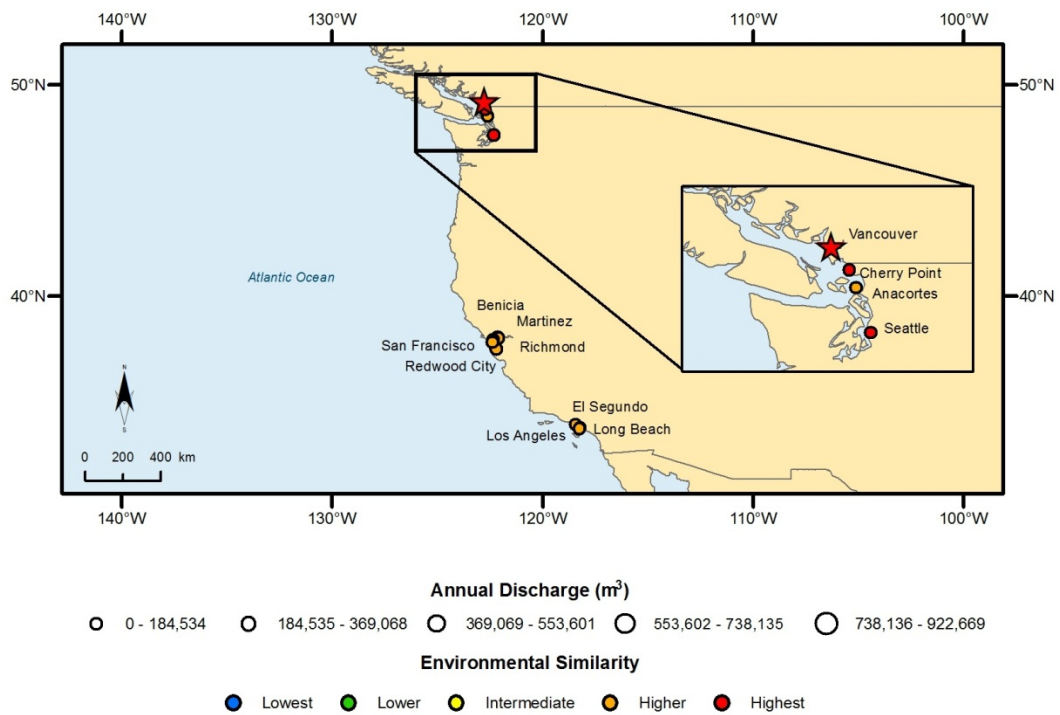 140°W 130°W 120°W 110°W 100°W
50°N 50°N
Vancouver
Cherry Point
Anacortes
Seattle
Atlantic Ocean
40°N 40°N
Benicia
Martinez
San Francisco
Richmond
Redwood City
El Segundo
Los Angeles
Long Beach
N
S
0 200 400 km
140°W 130°W 120°W 110°W 100°W
Annual Discharge (m³)
0 - 184,534 184,535 - 369,068 369,069 - 553,601 553,602 - 738,135 738,136 - 922,669
Environmental Similarity
Lowest Lower Intermediate Higher Highest